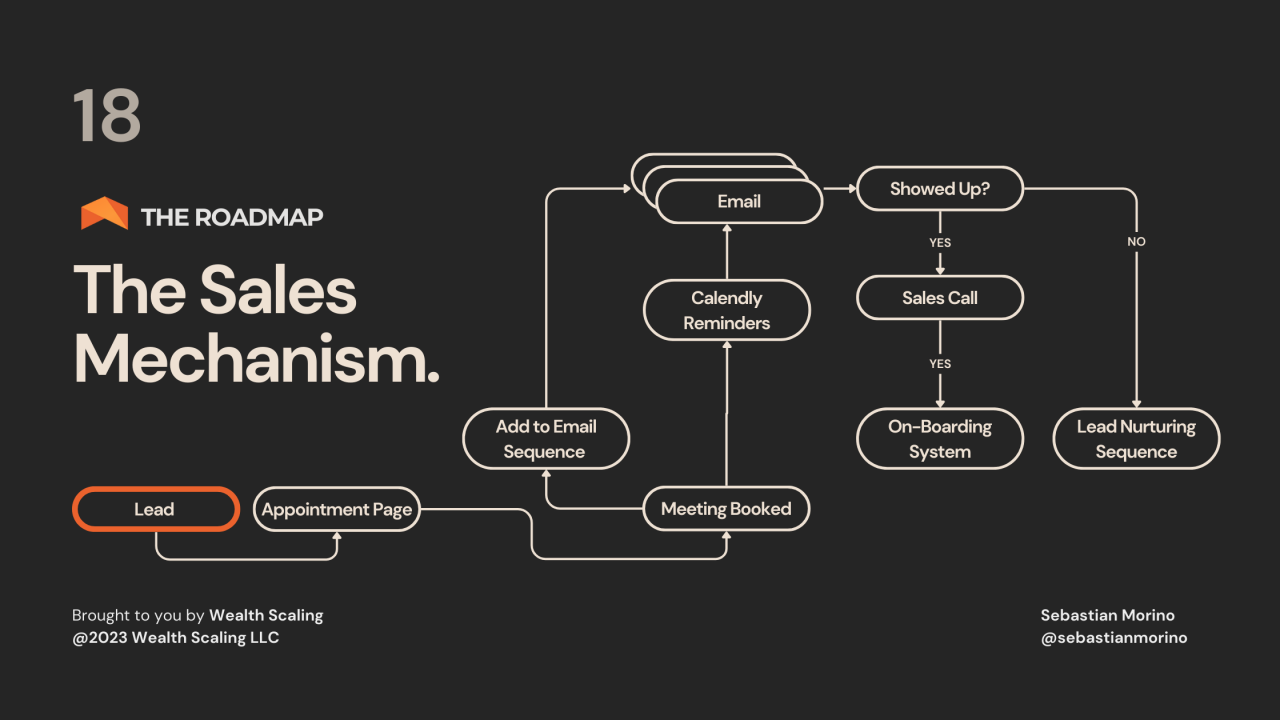 18
THE ROADMAP
The Sales
Mechanism.
Email
Showed Up?
YES
NO
Calendly
Reminders
Sales Call
YES
Add to Email
Sequence
On-Boarding
System
Lead Nurturing
Sequence
Lead
Appointment Page
Meeting Booked
Brought to you by Wealth Scaling
@2023 Wealth Scaling LLC
Sebastian Morino
@sebastianmorino